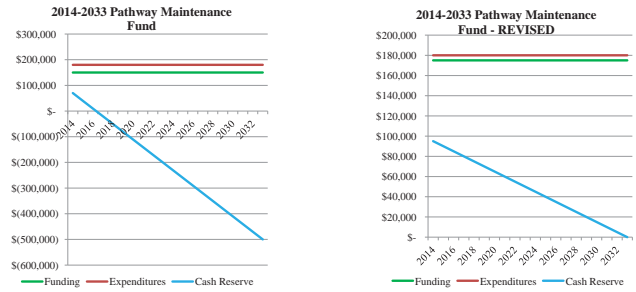 2014-2033 Pathway Maintenance
Fund
$300,000
$200,000
$100,000
$-
$(100,000)
$(200,000)
$(300,000)
$(400,000)
$(500,000)
$(600,000)
2014 2016 2018 2020 2022 2024 2026 2028 2030 2032
Funding Expenditures Cash Reserve
2014-2033 Pathway Maintenance
Fund - REVISED
$200,000
$180,000
$160,000
$140,000
$120,000
$100,000
$80,000
$60,000
$40,000
$20,000
$-
2014 2016 2018 2020 2022 2024 2026 2028 2030 2032
Funding Expenditures Cash Reserve